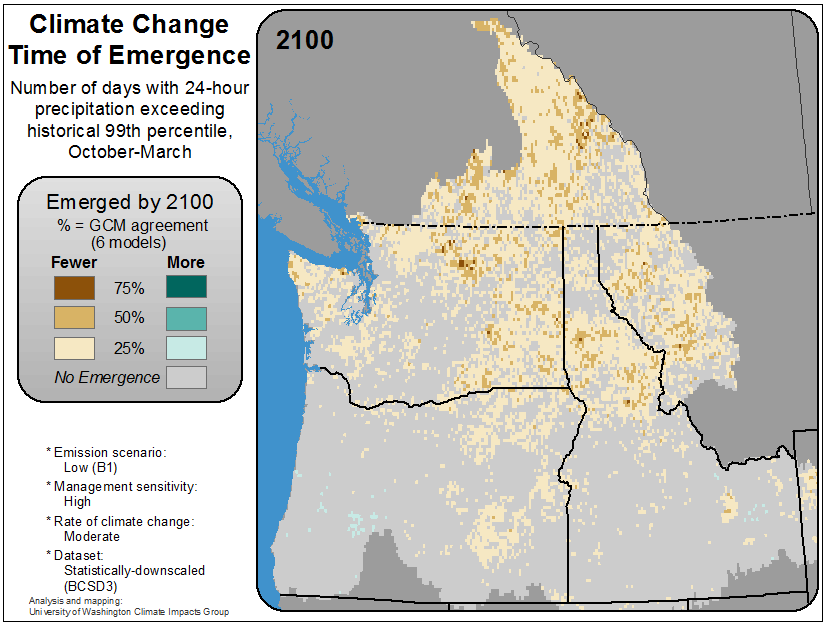 Climate Change
Time of Emergence
Number of days with 24-hour
precipitation exceeding
historical 99th percentile,
October-March
Emerged by 2100
% = GCM agreement
(6 models)
Fewer More
75%
50%
25%
No Emergence
* Emission scenario:
Low (B1)
* Management sensitivity:
High
* Rate of climate change:
Moderate
* Dataset:
Statistically-downscaled
(BCSD3)
Analysis and mapping:
University of Washington Climate Impacts Group
2100